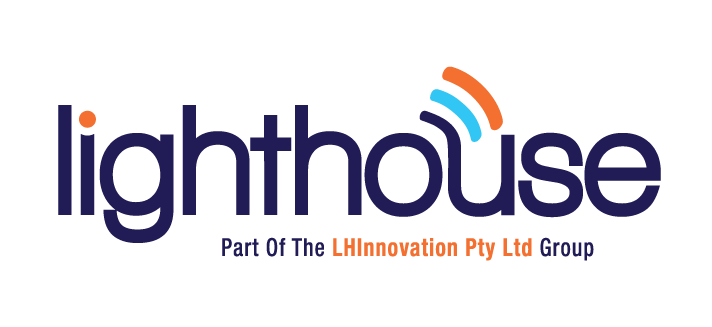 lighthouse
Part Of The LHInnovation Pty Ltd Group